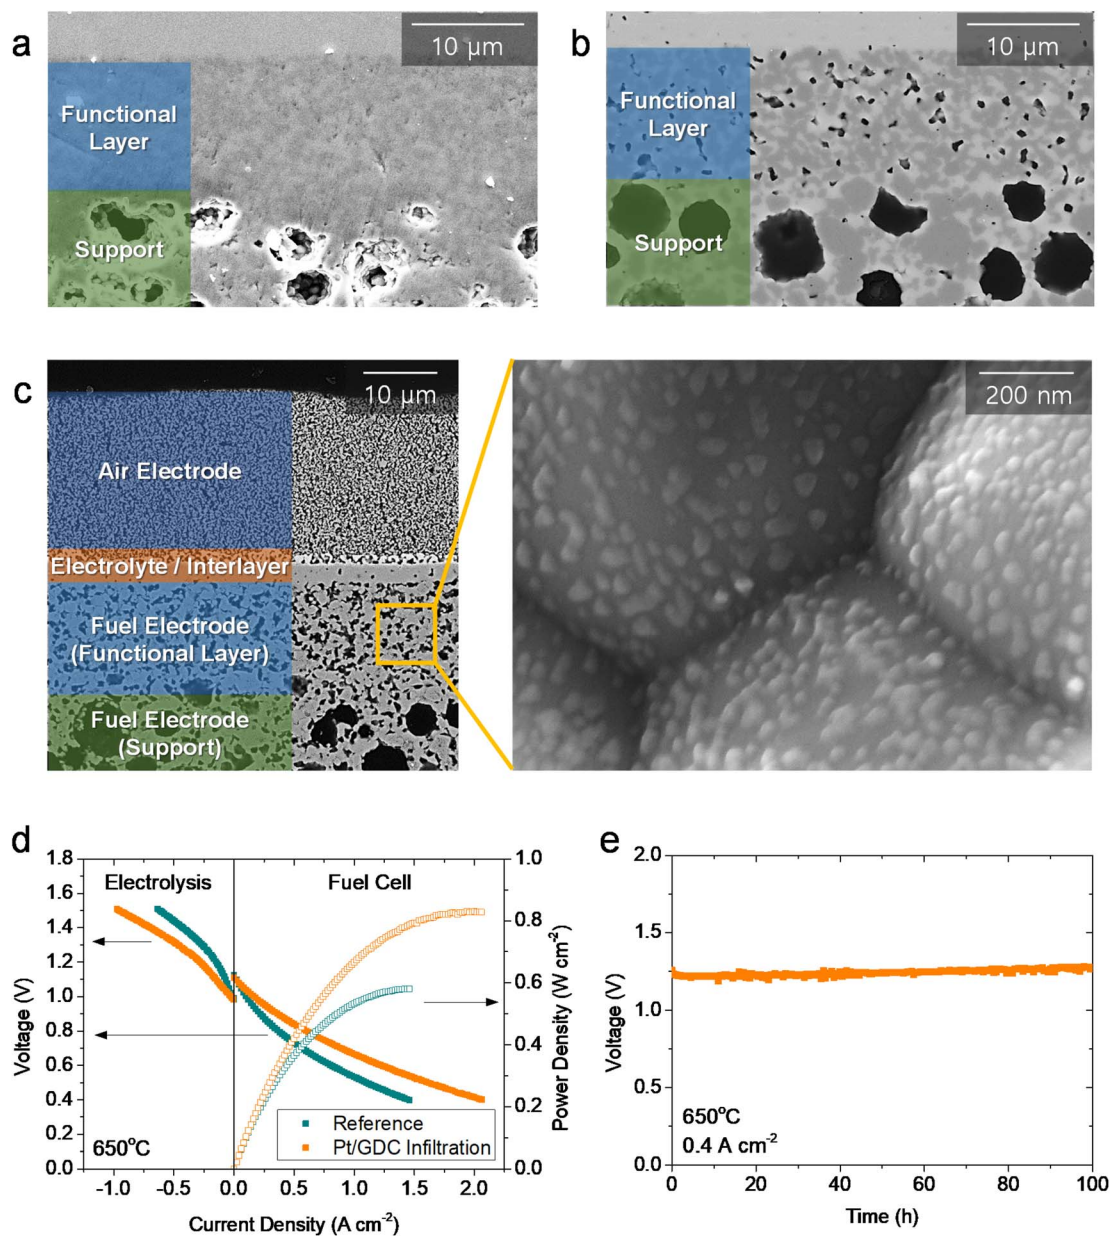 a
10 µm
Functional
Layer
Support
b
10 µm
Functional
Layer
Support
c
10 µm
Air Electrode
Electrolyte / Interlayer
Fuel Electrode
(Functional Layer)
Fuel Electrode
(Support)
200 nm
d
1.8
1.6
1.4
1.2
1.0
0.8
0.6
0.4
0.2
0.0
Voltage (V)
Electrolysis
Fuel Cell
1.0
0.8
0.6
0.4
0.2
0.0
Power Density (W cm⁻²)
Reference
Pt/GDC Infiltration
650°C
-1.0 -0.5 0.0 0.5 1.0 1.5 2.0
Current Density (A cm⁻²)
e
2.0
1.5
1.0
0.5
0.0
Voltage (V)
650°C
0.4 A cm⁻²
0 20 40 60 80 100
Time (h)